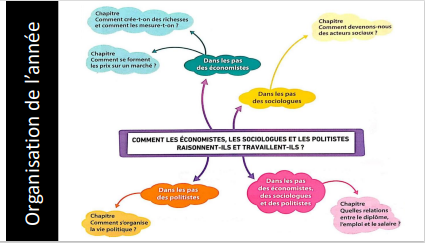 Organisation de l'année
Chapitre
Comment crée-t-on des richesses
et comment les mesure-t-on ?
Chapitre
Comment se forment
les prix sur un marché ?
Dans les pas
des économistes
Chapitre
Comment devenons-nous
des acteurs sociaux ?
Dans les pas
des sociologues
COMMENT LES ÉCONOMISTES, LES SOCIOLOGUES ET LES POLITISTES
RAISONNENT-ILS ET TRAVAILLENT-ILS ?
Dans les pas
des politistes
Chapitre
Comment s'organise
la vie politique ?
Dans les pas
des économistes,
des sociologues
et des politistes
Chapitre
Quelles relations
entre le diplôme,
l'emploi et le salaire ?